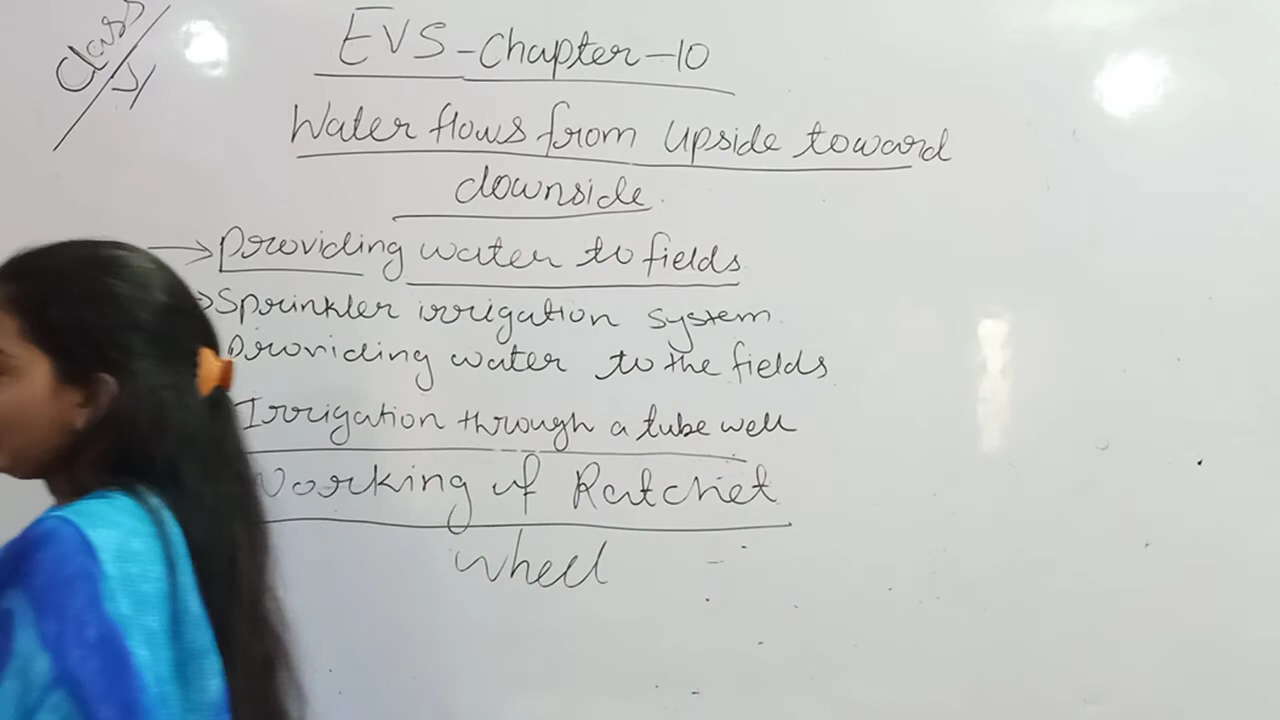 Class
V
EVS-Chapter-10
Water flows from upside toward
downside.
→ Providing water to fields
Sprinkler irrigation system.
Providing water to the fields
Irrigation through a tube well
Working of Ratchet
wheel